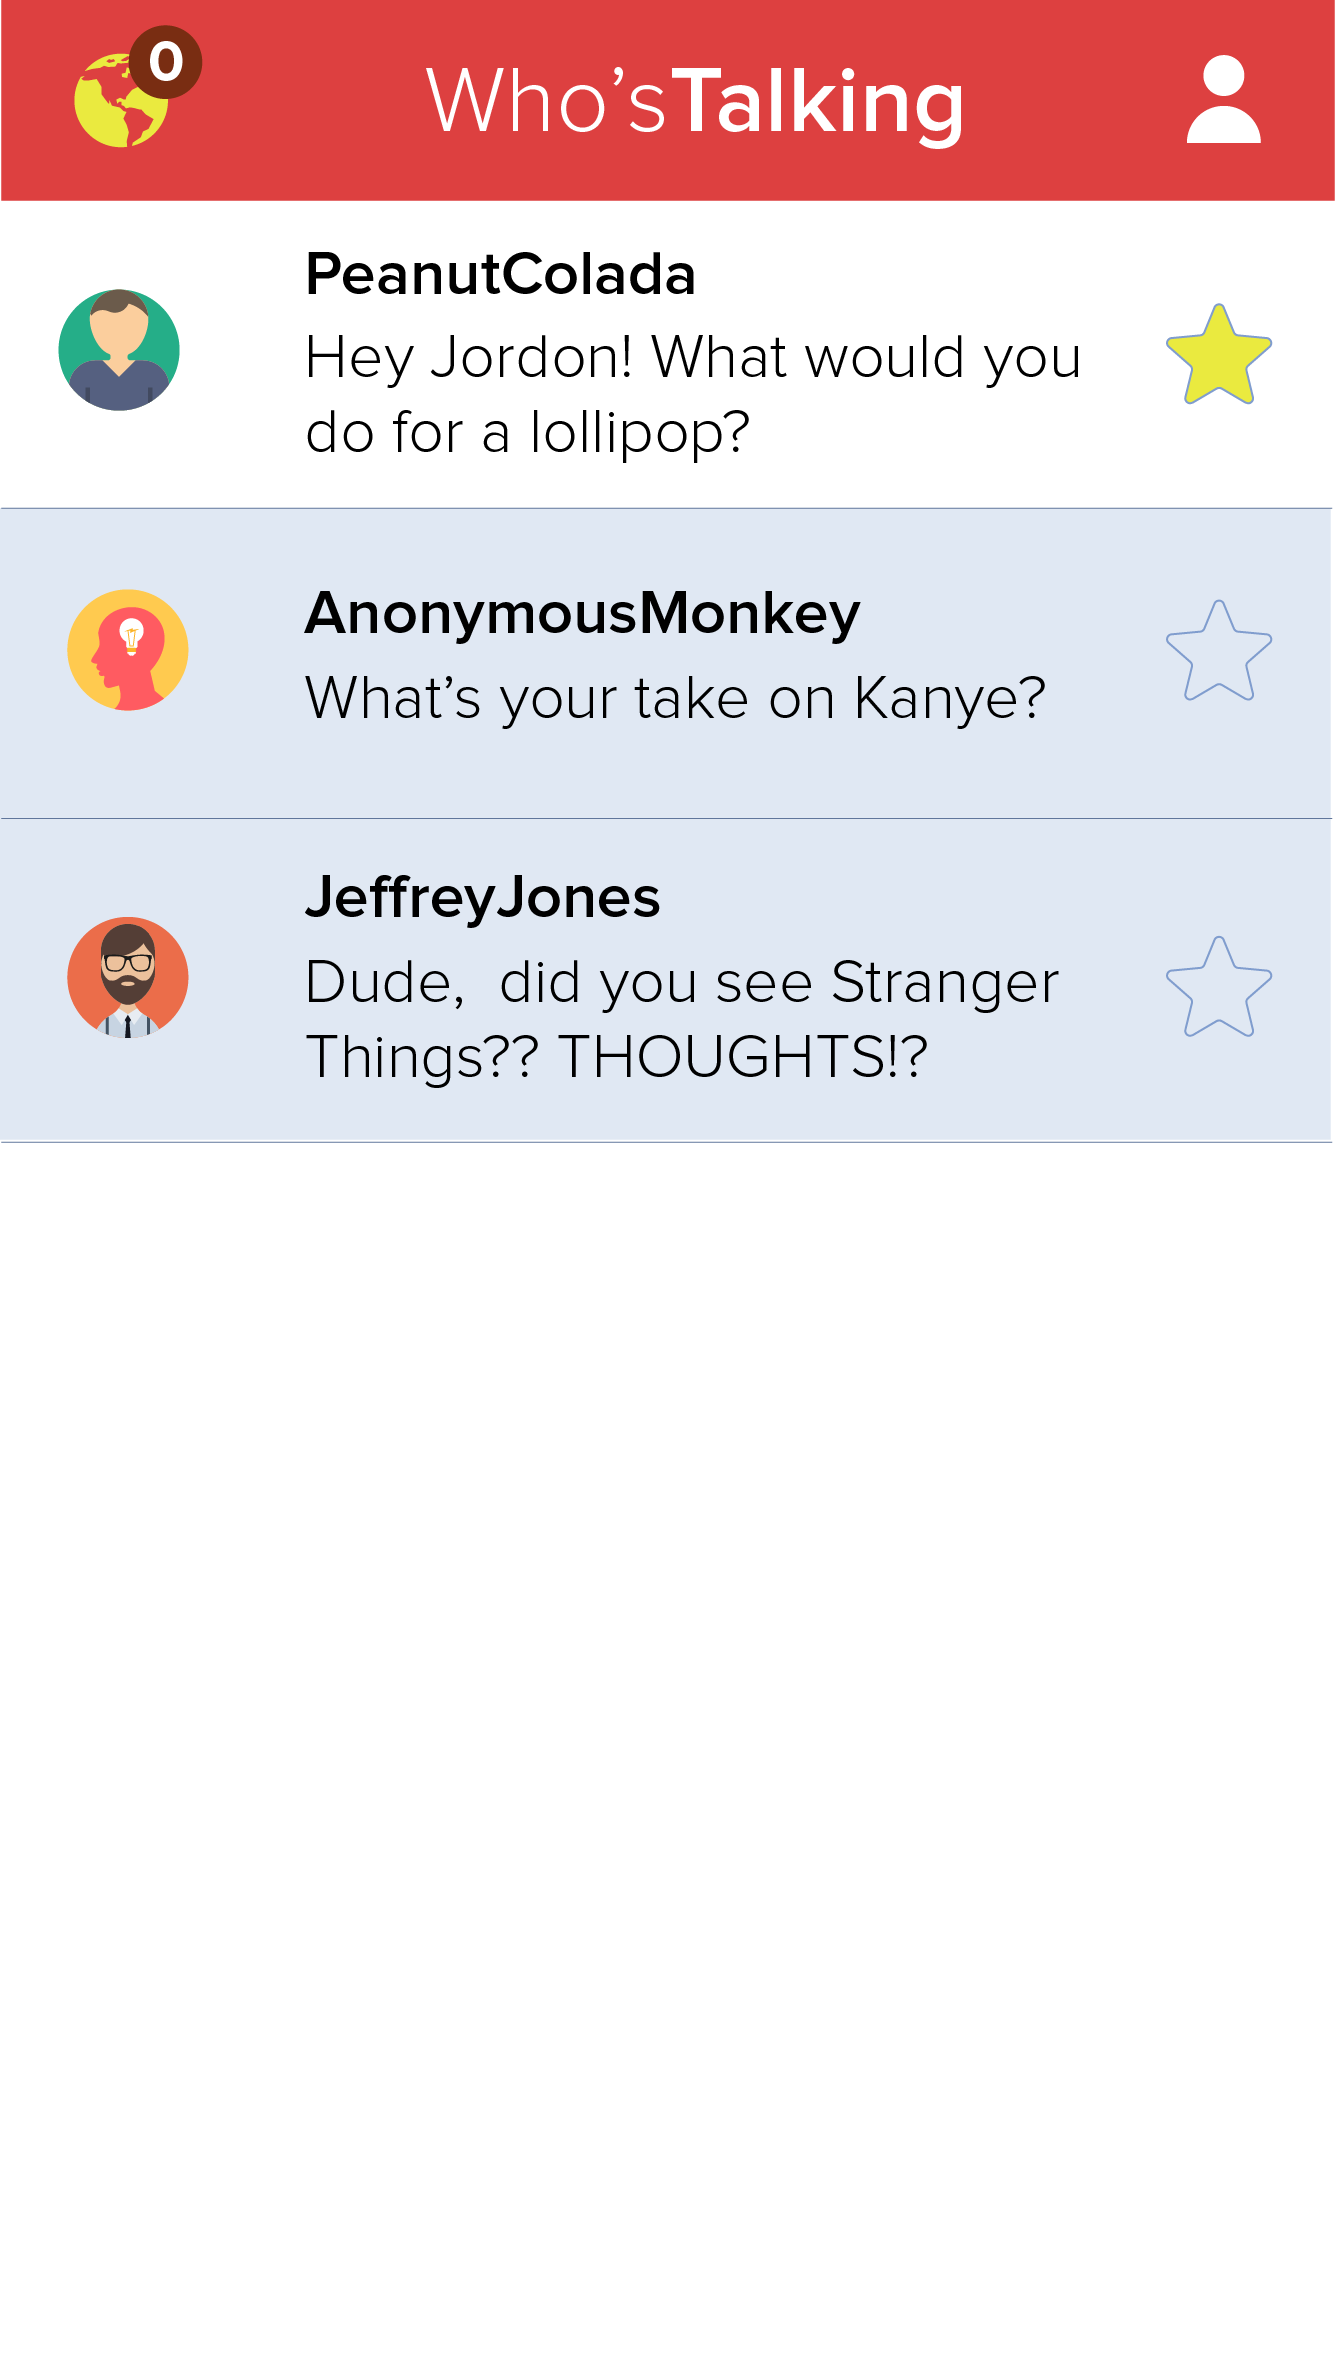 0
Who’sTalking
PeanutColada
Hey Jordon! What would you
do for a lollipop?
AnonymousMonkey
What’s your take on Kanye?
JeffreyJones
Dude,  did you see Stranger
Things?? THOUGHTS!?